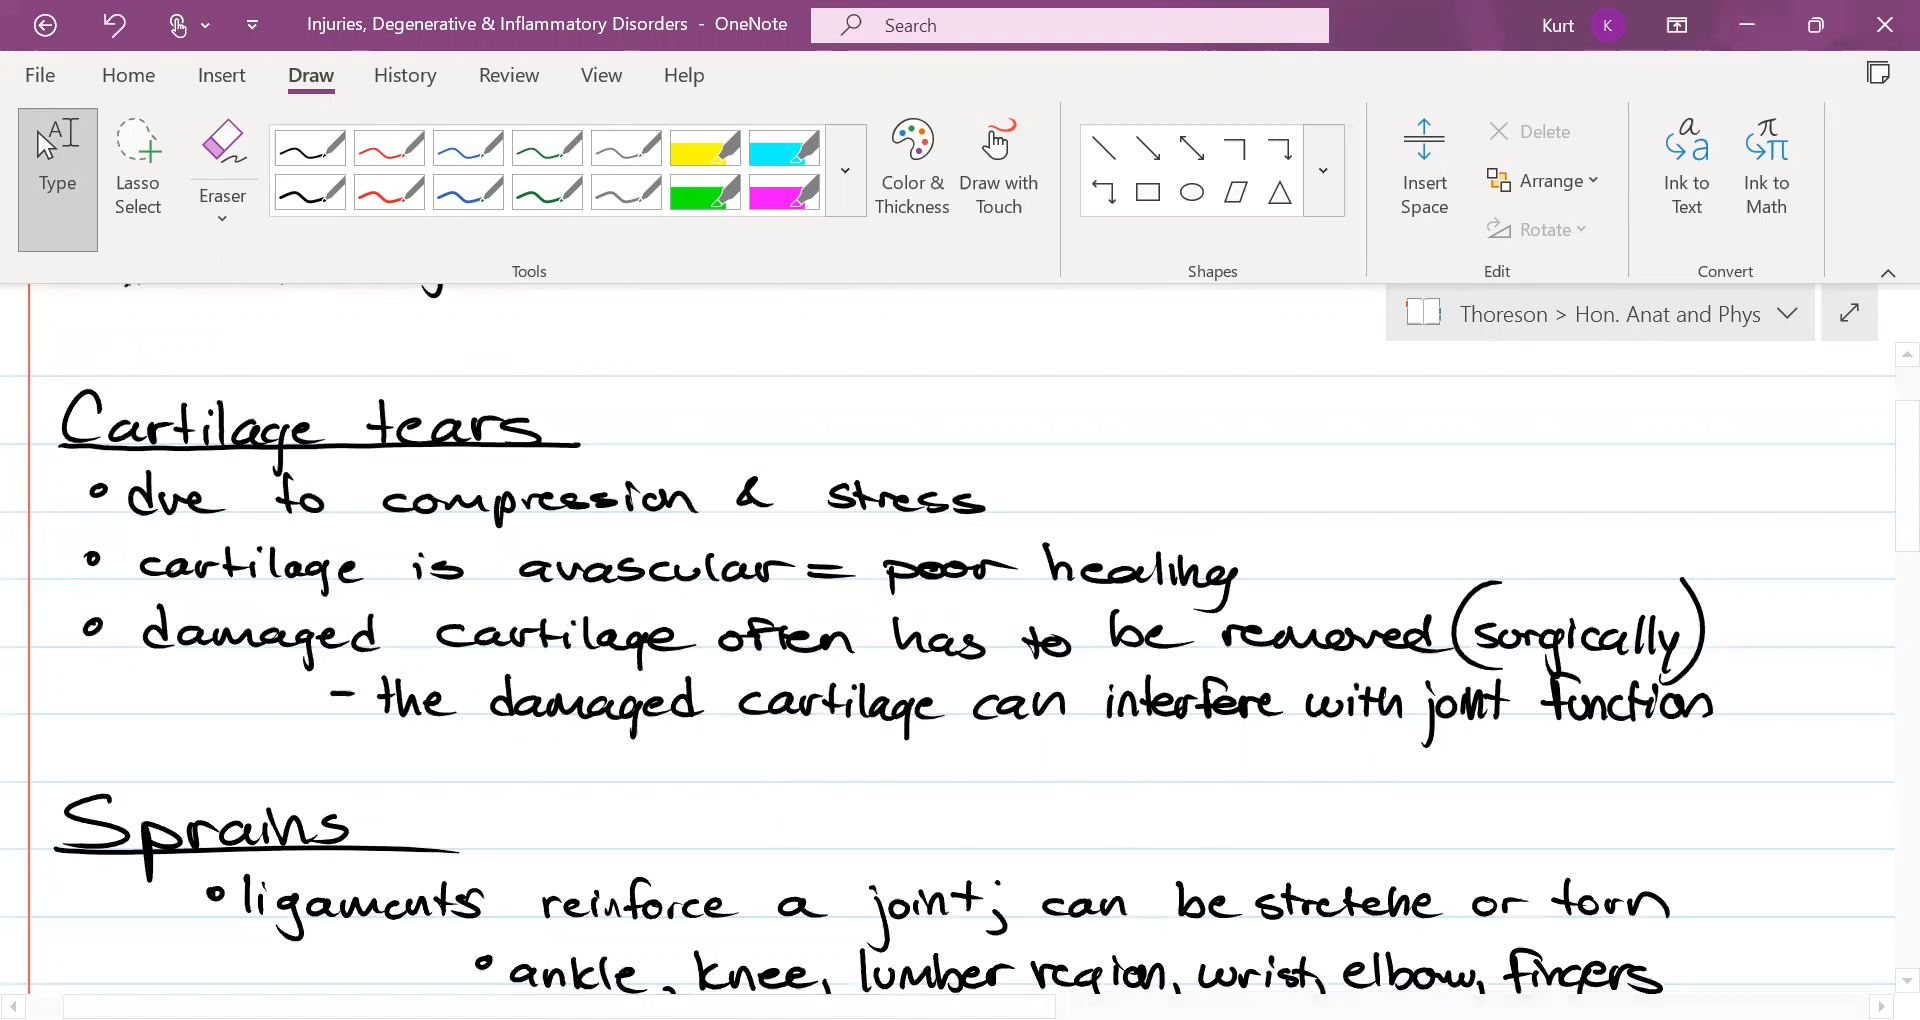 Injuries, Degenerative & Inflammatory Disorders - OneNote
Search
Kurt
K
File Home Insert Draw History Review View Help
Type
Lasso Select
Eraser
Color & Thickness
Draw with Touch
Insert Space
Delete
Arrange
Rotate
Ink to Text
Ink to Math
Tools
Shapes
Edit
Convert
Thoreson > Hon. Anat and Phys
Cartilage tears
• due to compression & stress
• cartilage is avascular = poor healing
• damaged cartilage often has to be removed (surgically)
- the damaged cartilage can interfere with joint function
Sprains
• ligaments reinforce a joint; can be stretche or torn
• ankle, knee, lumber region, wrist, elbow, fingers